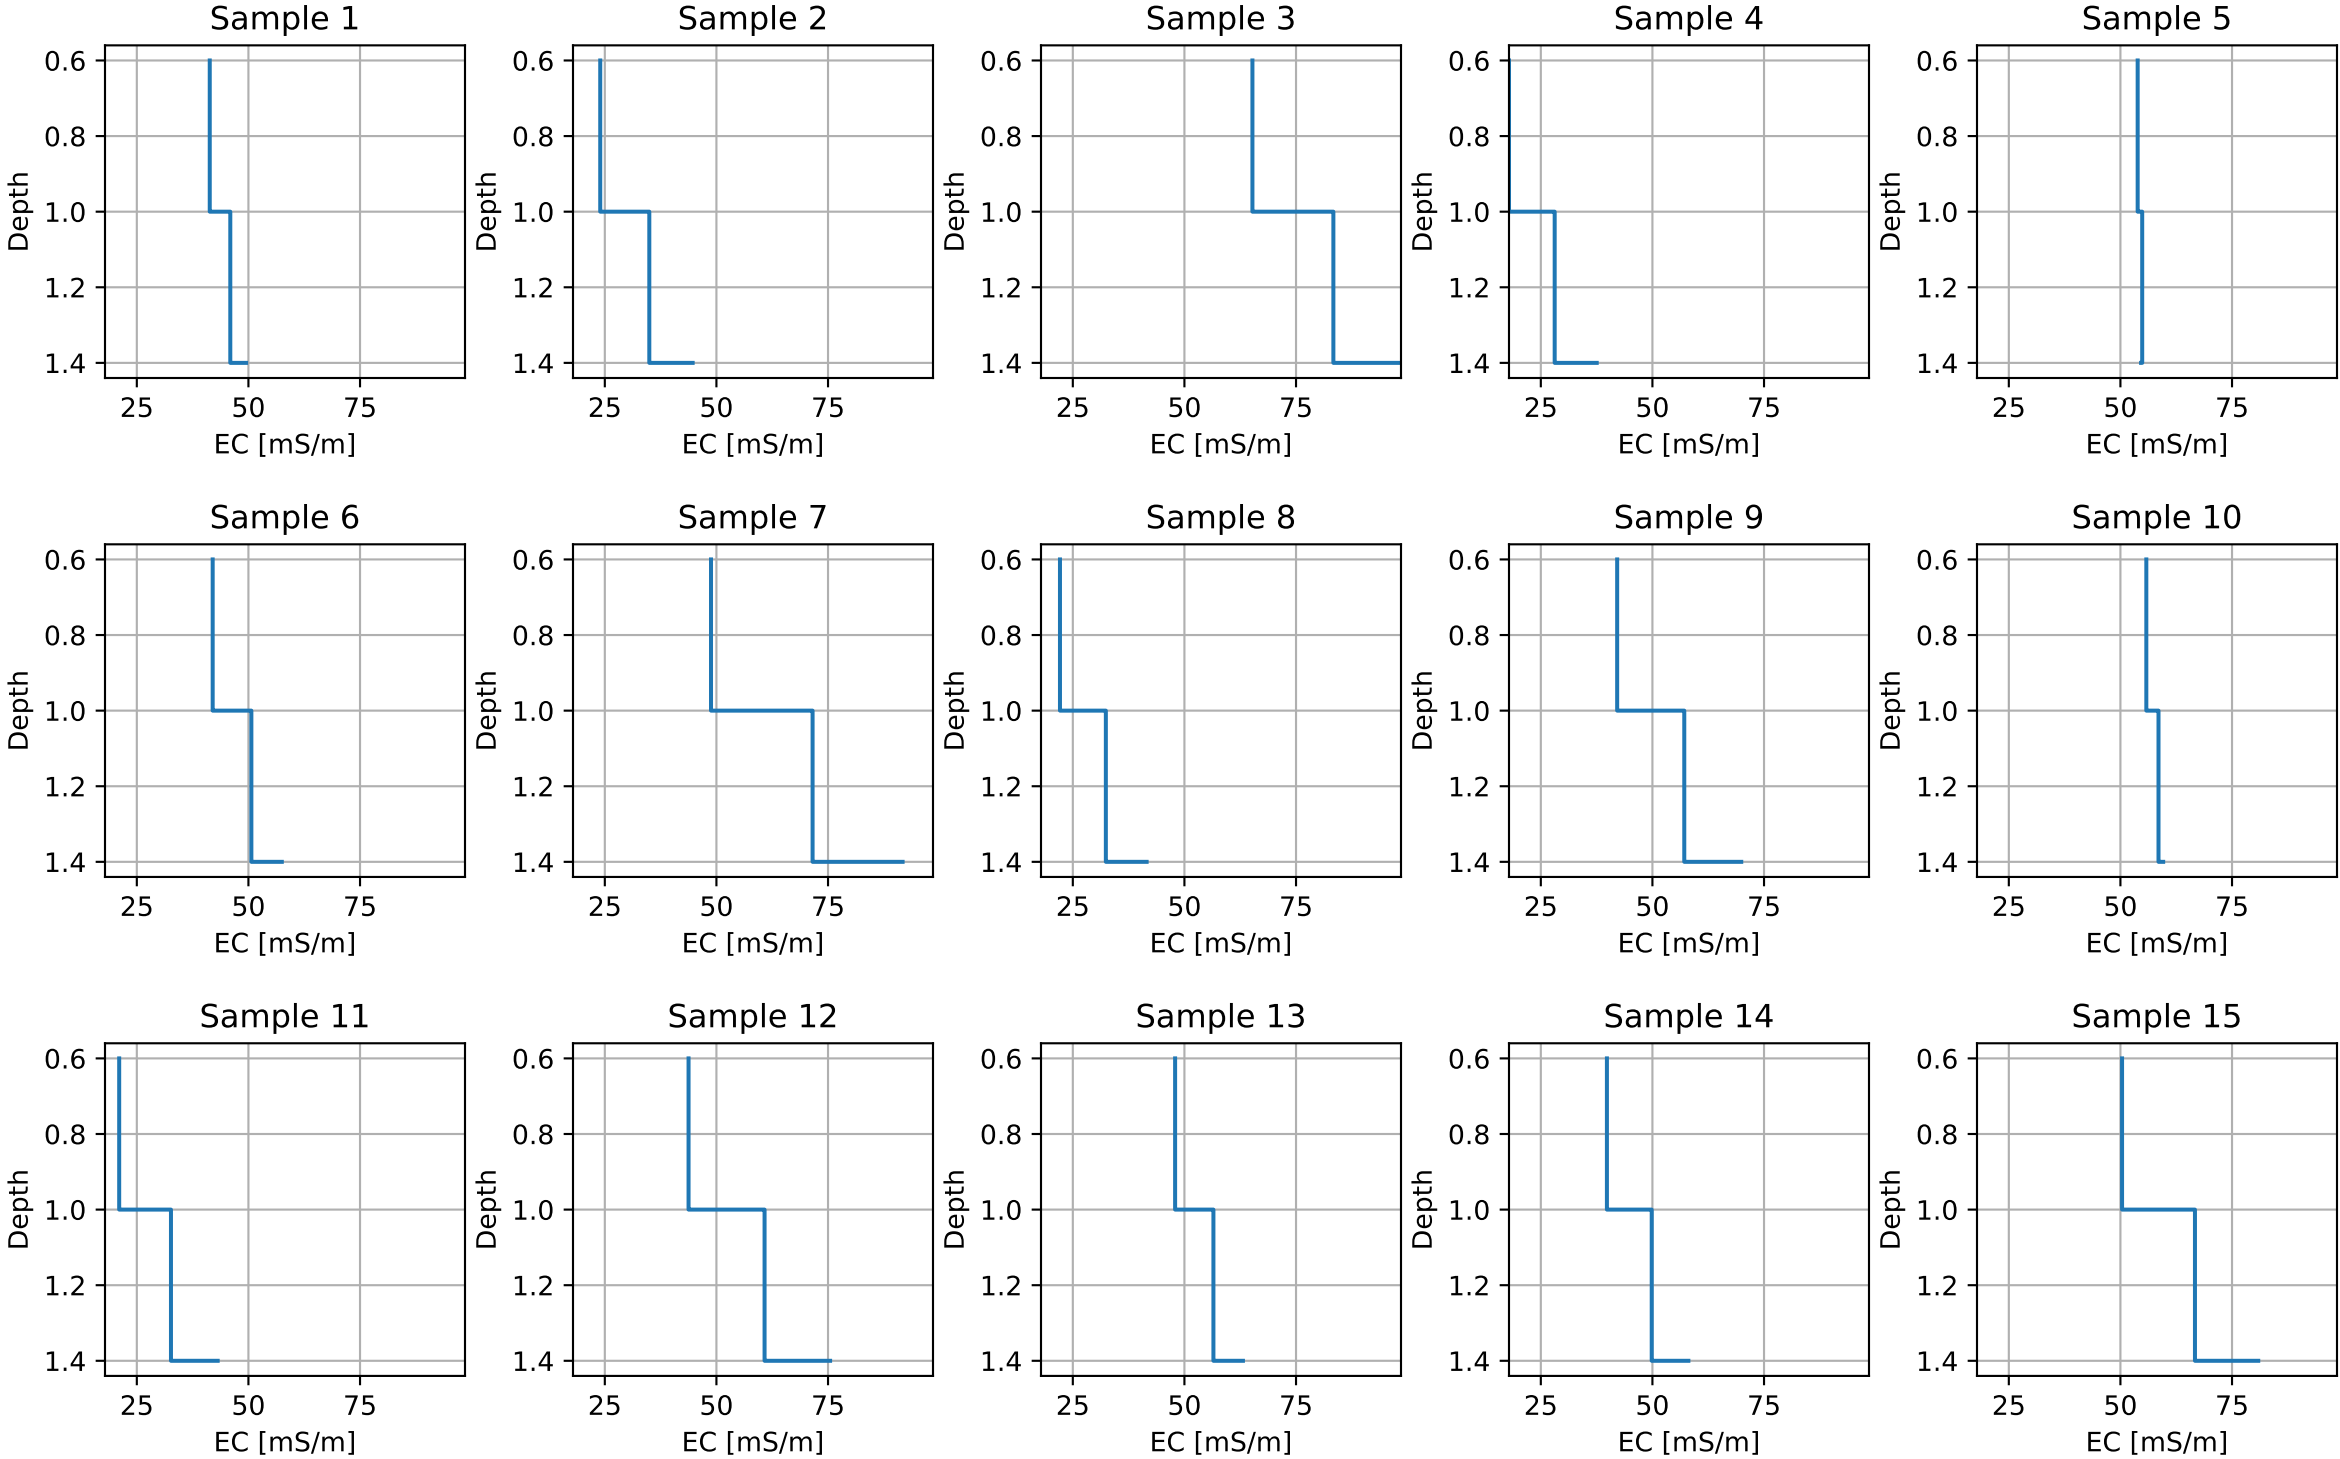 Sample 1
0.6
0.8
1.0
1.2
1.4
Depth
25 50 75
EC [mS/m]
Sample 2
0.6
0.8
1.0
1.2
1.4
Depth
25 50 75
EC [mS/m]
Sample 3
0.6
0.8
1.0
1.2
1.4
Depth
25 50 75
EC [mS/m]
Sample 4
0.6
0.8
1.0
1.2
1.4
Depth
25 50 75
EC [mS/m]
Sample 5
0.6
0.8
1.0
1.2
1.4
Depth
25 50 75
EC [mS/m]
Sample 6
0.6
0.8
1.0
1.2
1.4
Depth
25 50 75
EC [mS/m]
Sample 7
0.6
0.8
1.0
1.2
1.4
Depth
25 50 75
EC [mS/m]
Sample 8
0.6
0.8
1.0
1.2
1.4
Depth
25 50 75
EC [mS/m]
Sample 9
0.6
0.8
1.0
1.2
1.4
Depth
25 50 75
EC [mS/m]
Sample 10
0.6
0.8
1.0
1.2
1.4
Depth
25 50 75
EC [mS/m]
Sample 11
0.6
0.8
1.0
1.2
1.4
Depth
25 50 75
EC [mS/m]
Sample 12
0.6
0.8
1.0
1.2
1.4
Depth
25 50 75
EC [mS/m]
Sample 13
0.6
0.8
1.0
1.2
1.4
Depth
25 50 75
EC [mS/m]
Sample 14
0.6
0.8
1.0
1.2
1.4
Depth
25 50 75
EC [mS/m]
Sample 15
0.6
0.8
1.0
1.2
1.4
Depth
25 50 75
EC [mS/m]